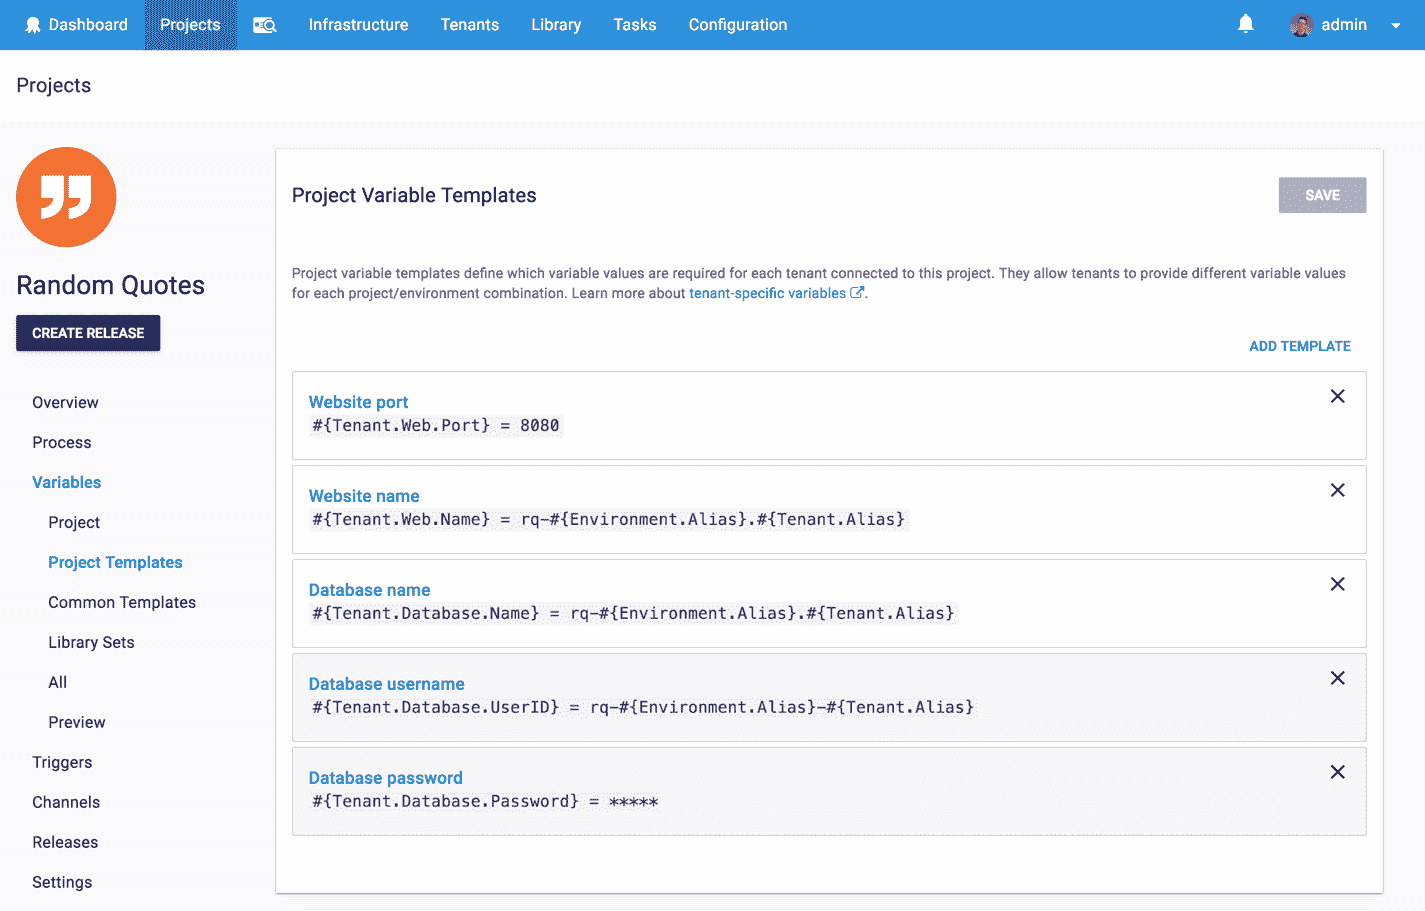 Dashboard Projects Infrastructure Tenants Library Tasks Configuration admin
Projects
Random Quotes
CREATE RELEASE
Overview
Process
Variables
Project
Project Templates
Common Templates
Library Sets
All
Preview
Triggers
Channels
Releases
Settings
Project Variable Templates
SAVE
Project variable templates define which variable values are required for each tenant connected to this project. They allow tenants to provide different variable values
for each project/environment combination. Learn more about tenant-specific variables.
ADD TEMPLATE
Website port
#{Tenant.Web.Port} = 8080
Website name
#{Tenant.Web.Name} = rq-#{Environment.Alias}.#{Tenant.Alias}
Database name
#{Tenant.Database.Name} = rq-#{Environment.Alias}.#{Tenant.Alias}
Database username
#{Tenant.Database.UserID} = rq-#{Environment.Alias}-#{Tenant.Alias}
Database password
#{Tenant.Database.Password} = *****